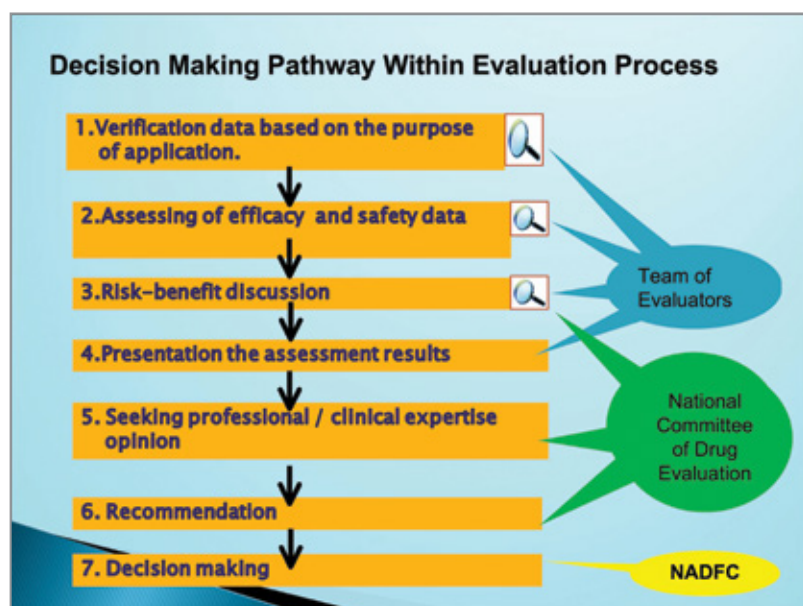 Decision Making Pathway Within Evaluation Process
1.Verification data based on the purpose
of application.
2.Assessing of efficacy and safety data
3.Risk-benefit discussion
4.Presentation the assessment results
5. Seeking professional / clinical expertise
opinion
6. Recommendation
7. Decision making
Team of
Evaluators
National
Committee
of Drug
Evaluation
NADFC